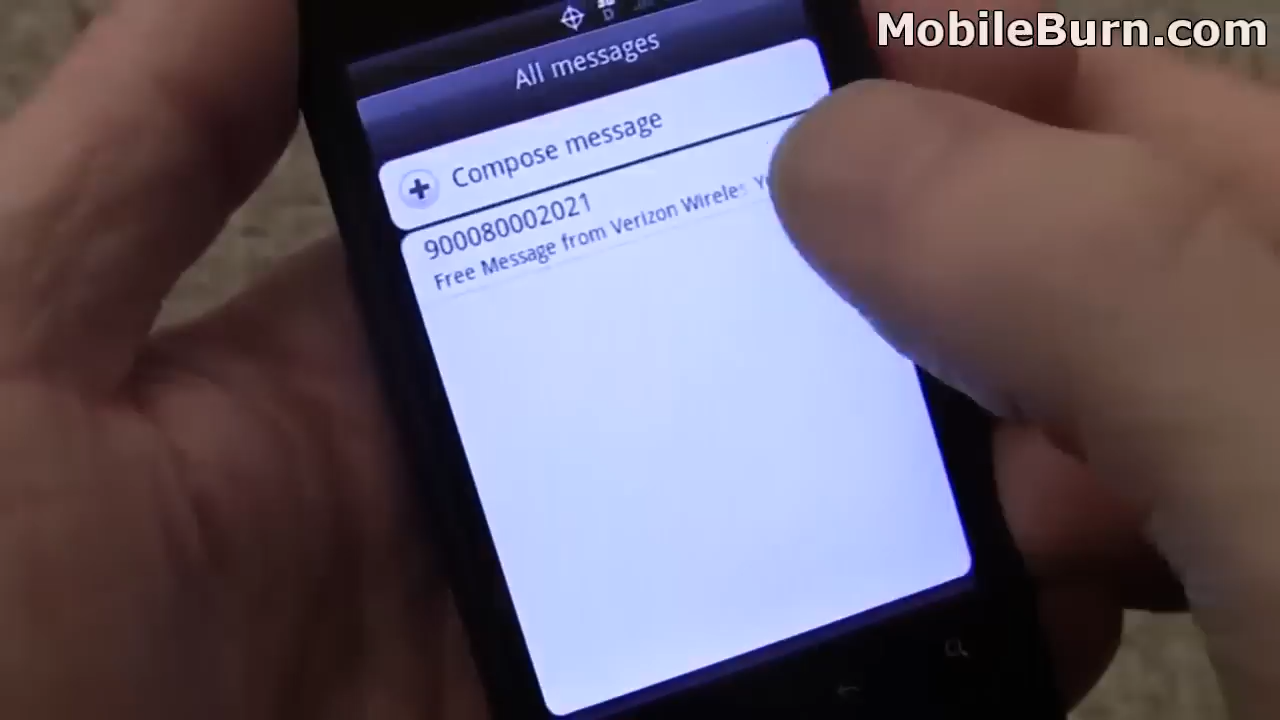 MobileBurn.com
All messages
Compose message
900080002021
Free Message from Verizon Wireless